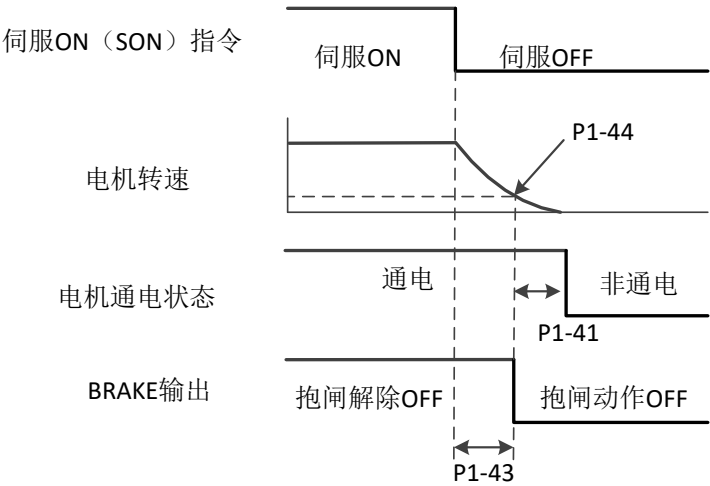 伺服ON（SON）指令
伺服ON
伺服OFF
P1-44
电机转速
通电
非通电
电机通电状态
P1-41
BRAKE输出
抱闸解除OFF
抱闸动作OFF
P1-43